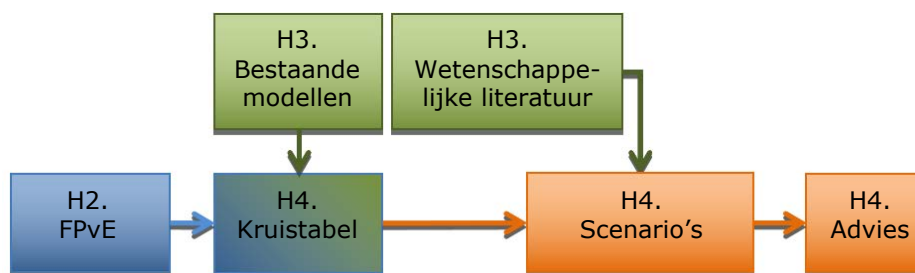 H3.
Bestaande
modellen
H3.
Wetenschappe-
lijke literatuur
H2.
FPvE
H4.
Kruistabel
H4.
Scenario’s
H4.
Advies